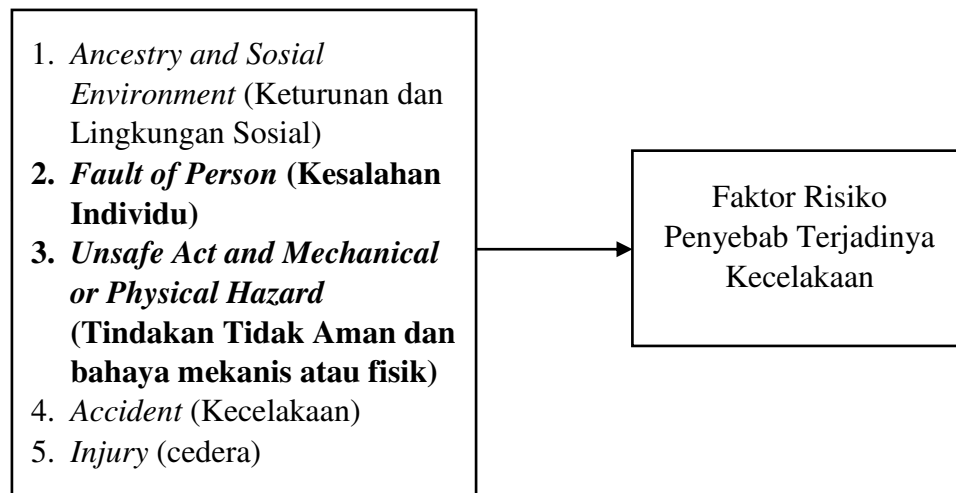 1. Ancestry and Sosial
Environment (Keturunan dan
Lingkungan Sosial)
2. Fault of Person (Kesalahan
Individu)
3. Unsafe Act and Mechanical
or Physical Hazard
(Tindakan Tidak Aman dan
bahaya mekanis atau fisik)
4. Accident (Kecelakaan)
5. Injury (cedera)
Faktor Risiko
Penyebab Terjadinya
Kecelakaan